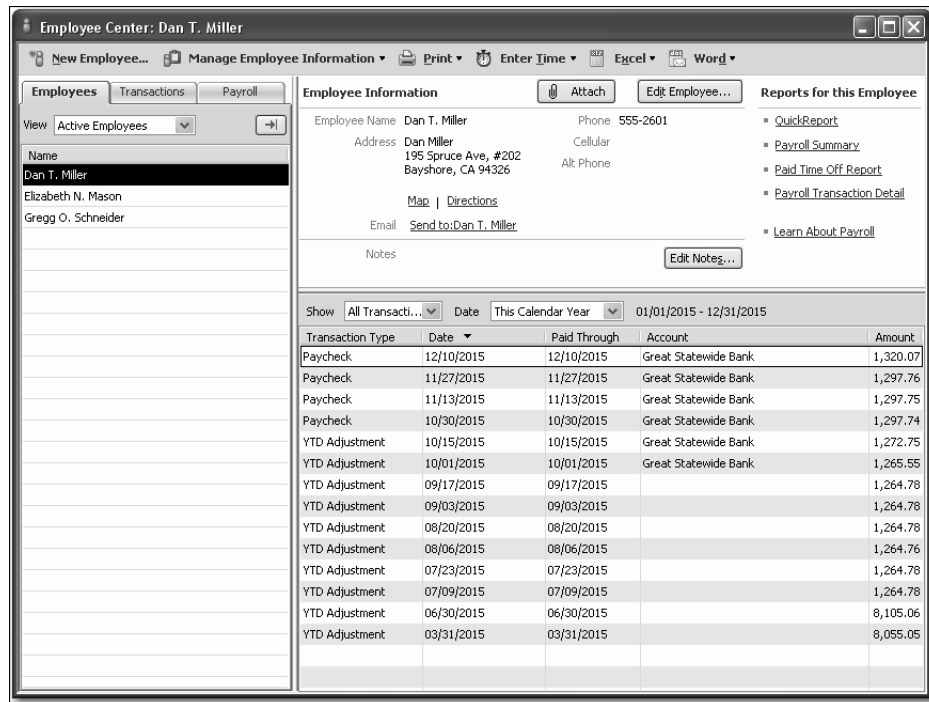 Employee Center: Dan T. Miller
New Employee... Manage Employee Information Print Enter Time Excel Word
Employees Transactions Payroll
View Active Employees
Name
Dan T. Miller
Elizabeth N. Mason
Gregg O. Schneider
Employee Information Attach Edit Employee...
Employee Name Dan T. Miller Phone 555-2601
Address Dan Miller Cellular
195 Spruce Ave, #202
Bayshore, CA 94326 Alt Phone
Map | Directions
Email Send to:Dan T. Miller
Notes Edit Notes...
Reports for this Employee
QuickReport
Payroll Summary
Paid Time Off Report
Payroll Transaction Detail
Learn About Payroll
Show All Transacti... Date This Calendar Year 01/01/2015 - 12/31/2015
Transaction Type Date Paid Through Account Amount
Paycheck 12/10/2015 12/10/2015 Great Statewide Bank 1,320.07
Paycheck 11/27/2015 11/27/2015 Great Statewide Bank 1,297.76
Paycheck 11/13/2015 11/13/2015 Great Statewide Bank 1,297.75
Paycheck 10/30/2015 10/30/2015 Great Statewide Bank 1,297.74
YTD Adjustment 10/15/2015 10/15/2015 Great Statewide Bank 1,272.75
YTD Adjustment 10/01/2015 10/01/2015 Great Statewide Bank 1,265.55
YTD Adjustment 09/17/2015 09/17/2015 1,264.78
YTD Adjustment 09/03/2015 09/03/2015 1,264.78
YTD Adjustment 08/20/2015 08/20/2015 1,264.78
YTD Adjustment 08/06/2015 08/06/2015 1,264.76
YTD Adjustment 07/23/2015 07/23/2015 1,264.78
YTD Adjustment 07/09/2015 07/09/2015 1,264.78
YTD Adjustment 06/30/2015 06/30/2015 8,105.06
YTD Adjustment 03/31/2015 03/31/2015 8,055.05